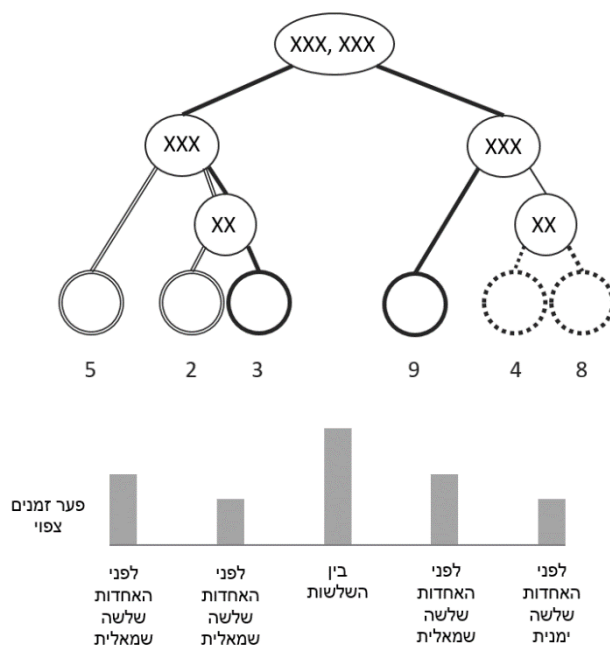 XXX, XXX
XXX XXX
XX XX
5 2 3 9 4 8
פער זמנים
צפוי
לפני
האחדות
שלשה
שמאלית
לפני
האחדות
שלשה
שמאלית
בין
השלשות
לפני
האחדות
שלשה
שמאלית
לפני
האחדות
שלשה
ימנית